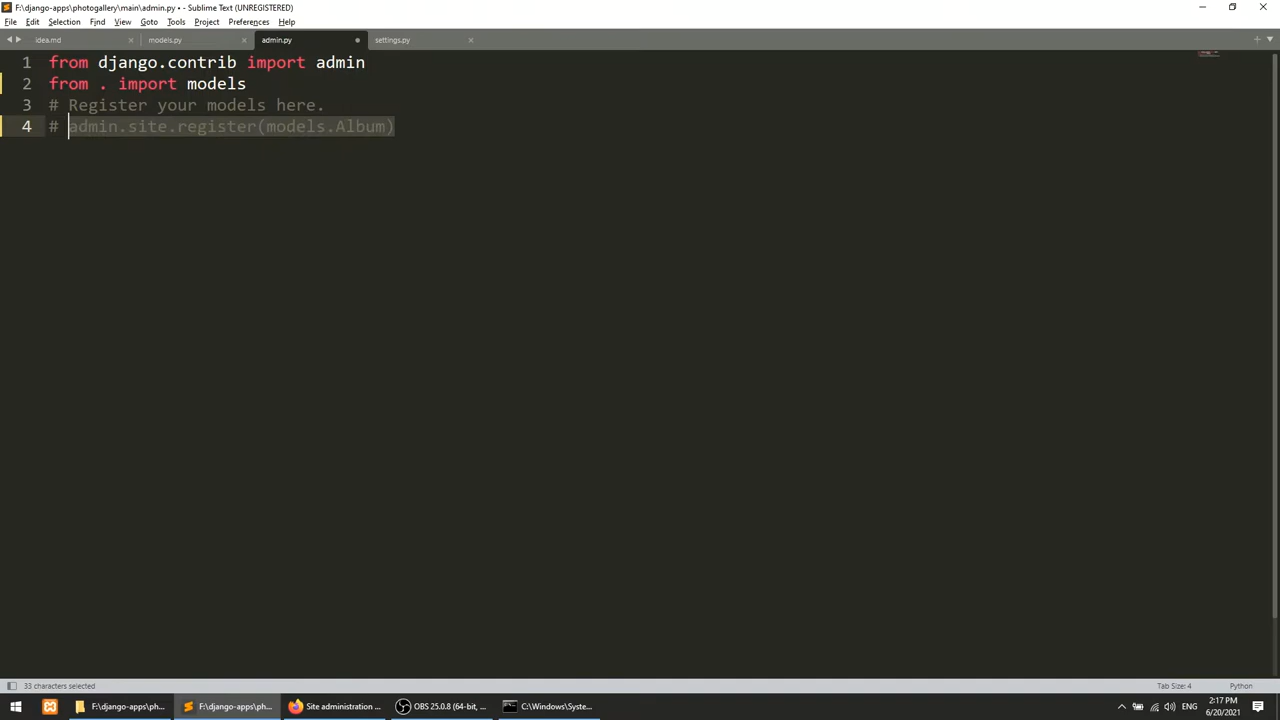 F:\django-apps\photogallery\main\admin.py • - Sublime Text (UNREGISTERED)
File Edit Selection Find View Goto Tools Project Preferences Help
idea.md models.py admin.py settings.py
1 from django.contrib import admin
2 from . import models
3 # Register your models here.
4 # admin.site.register(models.Album)
33 characters selected Tab Size: 4 Python
F:\django-apps\pho... F:\django-apps\ph... Site administration ... OBS 25.0.8 (64-bit, ... C:\Windows\Syste... ENG 2:17 PM
6/20/2021